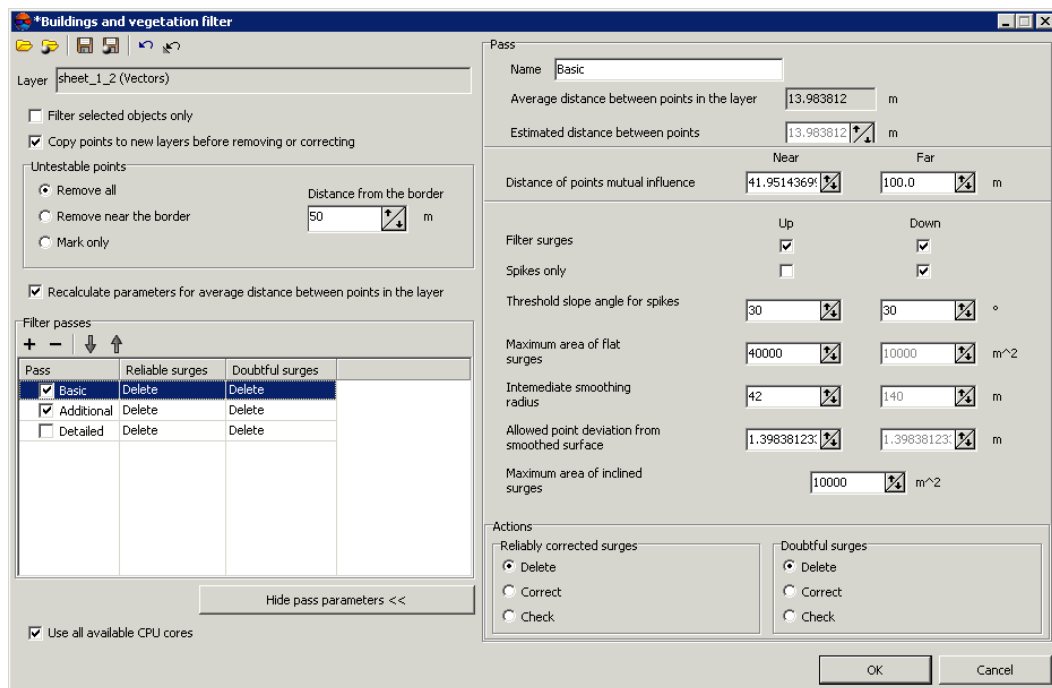 *Buildings and vegetation filter
Layer sheet_1_2 (Vectors)
Filter selected objects only
Copy points to new layers before removing or correcting
Untestable points
Remove all
Distance from the border
Remove near the border
50 m
Mark only
Recalculate parameters for average distance between points in the layer
Filter passes
Pass Reliable surges Doubtful surges
Basic Delete Delete
Additional Delete Delete
Detailed Delete Delete
Hide pass parameters <<
Use all available CPU cores
Pass
Name Basic
Average distance between points in the layer 13.983812 m
Estimated distance between points 13.983812 m
Near Far
Distance of points mutual influence 41.9514369 100.0 m
Up Down
Filter surges
Spikes only
Threshold slope angle for spikes 30 30 °
Maximum area of flat
surges 40000 10000 m^2
Intemediate smoothing
radius 42 140 m
Allowed point deviation from
smoothed surface 1.39838123 1.39838123 m
Maximum area of inclined
surges 10000 m^2
Actions
Reliably corrected surges
Delete
Correct
Check
Doubtful surges
Delete
Correct
Check
OK Cancel